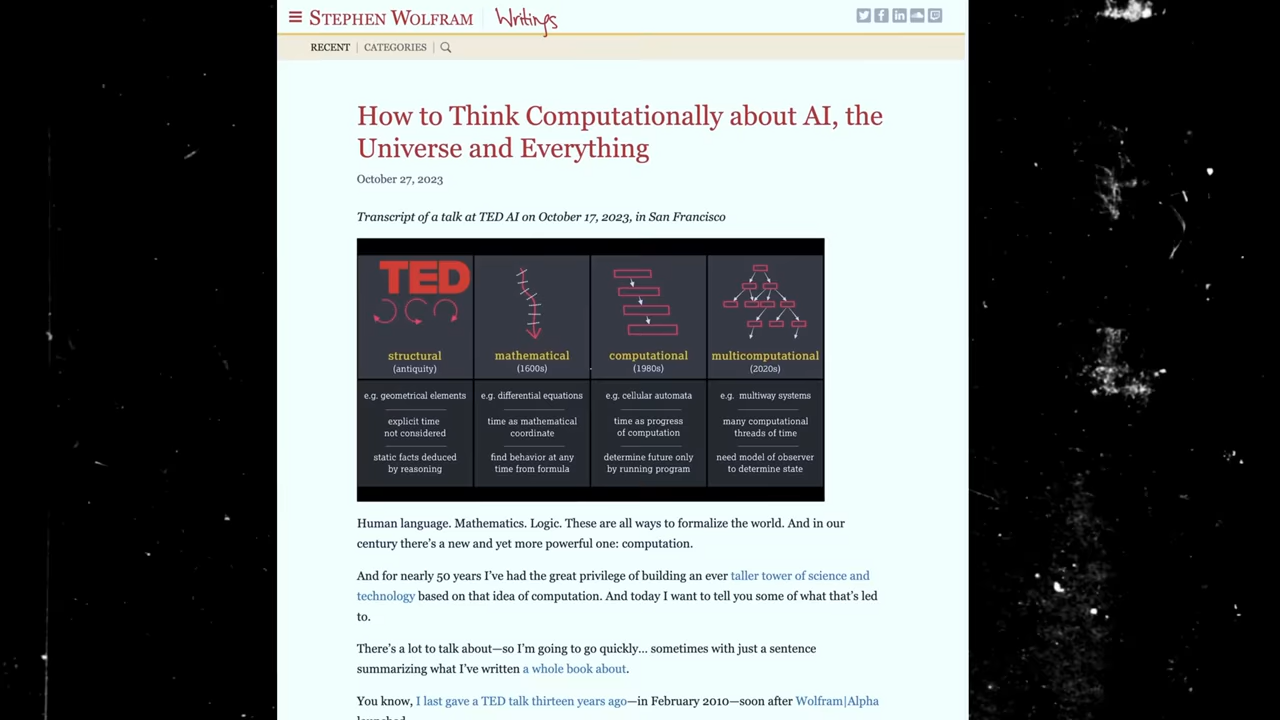 STEPHEN WOLFRAM Writings
RECENT | CATEGORIES |
How to Think Computationally about AI, the
Universe and Everything
October 27, 2023
Transcript of a talk at TED AI on October 17, 2023, in San Francisco
TED
structural
(antiquity)
e.g. geometrical elements
explicit time
not considered
static facts deduced
by reasoning
mathematical
(1600s)
e.g. differential equations
time as mathematical
coordinate
find behavior at any
time from formula
computational
(1980s)
e.g. cellular automata
time as progress
of computation
determine future only
by running program
multicomputational
(2020s)
e.g. multiway systems
many computational
threads of time
need model of observer
to determine state
Human language. Mathematics. Logic. These are all ways to formalize the world. And in our
century there's a new and yet more powerful one: computation.
And for nearly 50 years I've had the great privilege of building an ever taller tower of science and
technology based on that idea of computation. And today I want to tell you some of what that's led
to.
There's a lot to talk about—so I'm going to go quickly… sometimes with just a sentence
summarizing what I've written a whole book about.
You know, I last gave a TED talk thirteen years ago—in February 2010—soon after Wolfram|Alpha
launched.